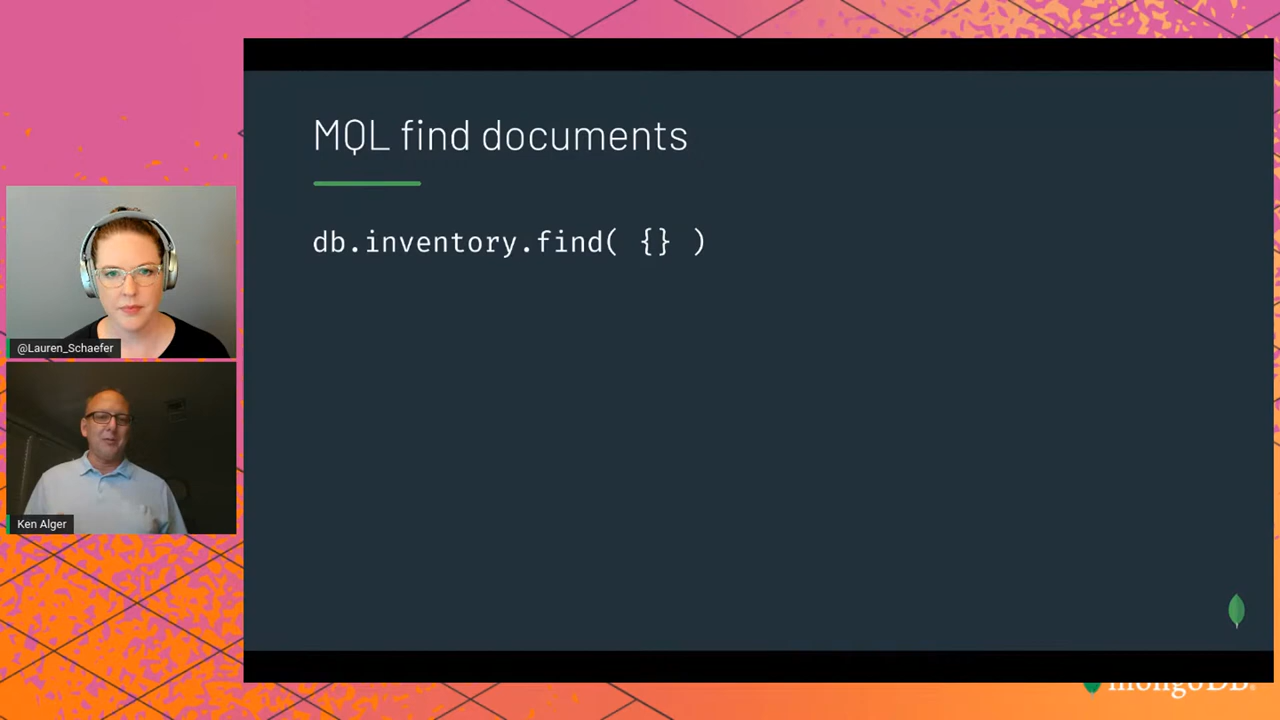 MQL find documents
db.inventory.find( {} )
@Lauren_Schaefer
Ken Alger
mongoDB.